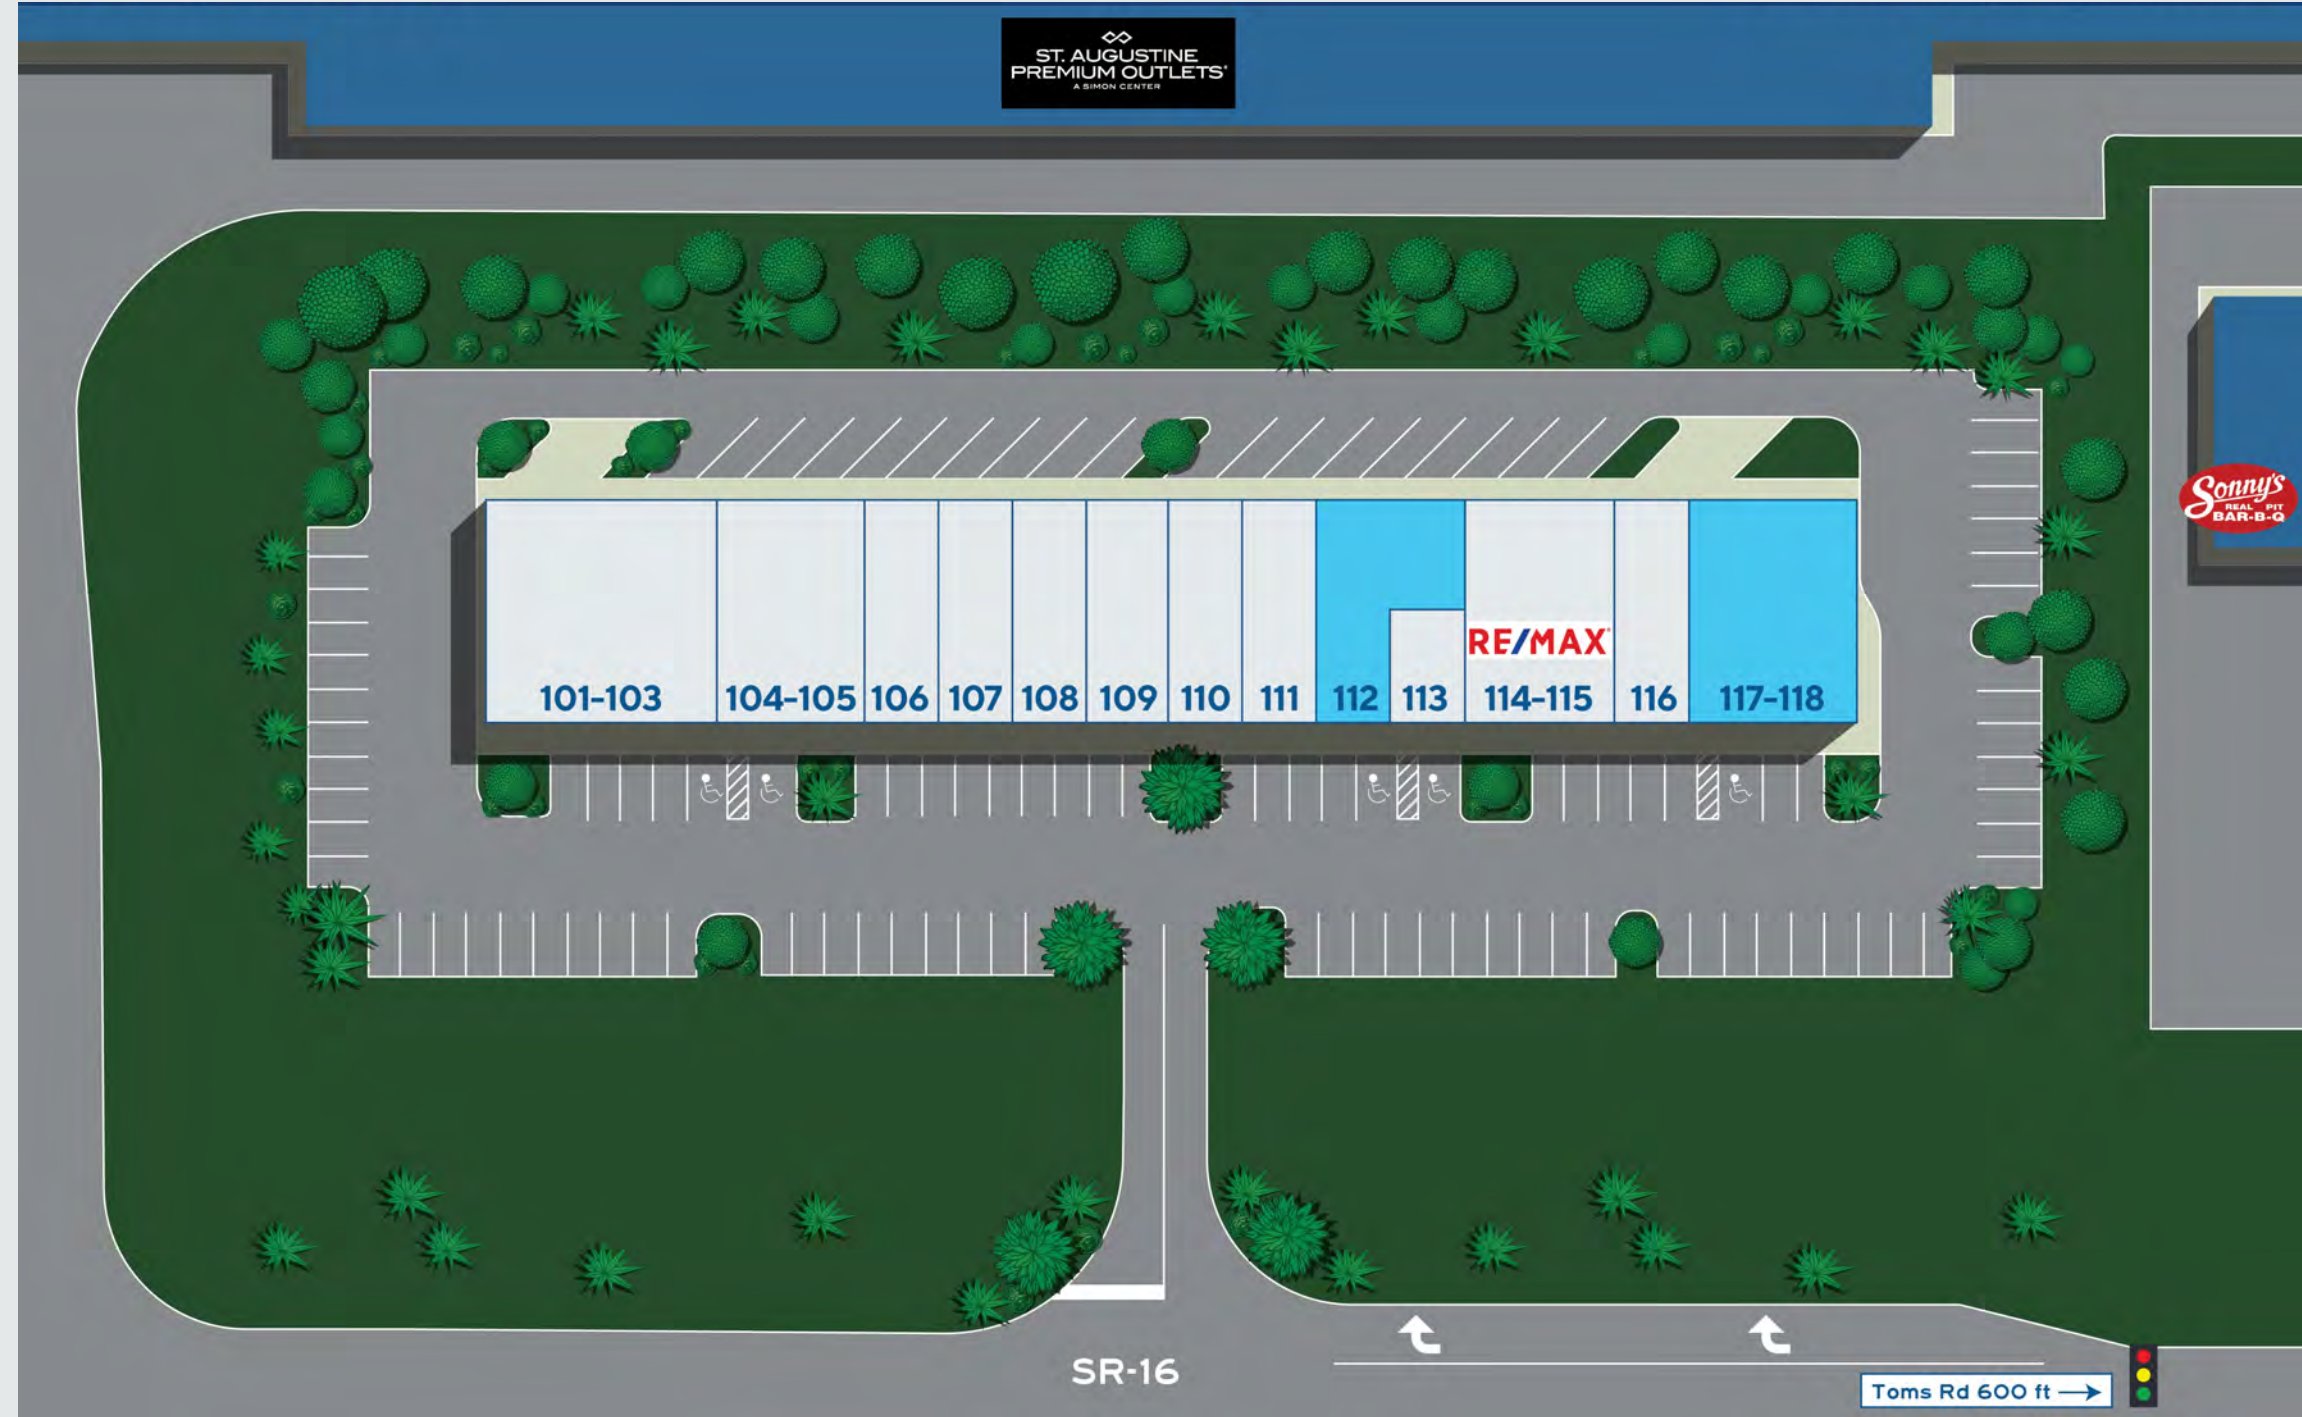 ST. AUGUSTINE
PREMIUM OUTLETS®
A SIMON CENTER
Sonny's
REAL PIT
BAR-B-Q
RE/MAX
101-103
104-105
106
107
108
109
110
111
112
113
114-115
116
117-118
SR-16
Toms Rd 600 ft